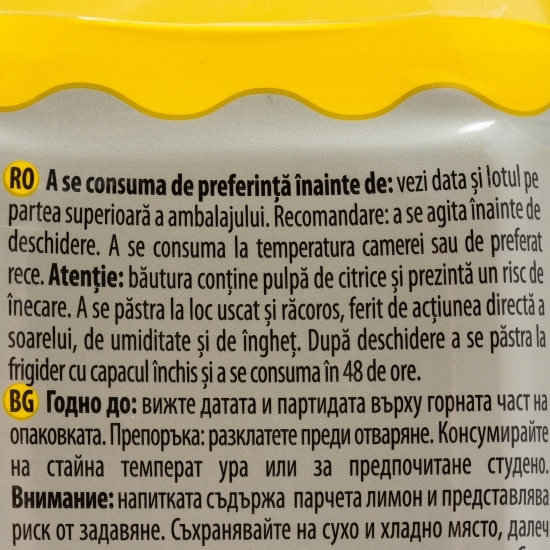 RO A se consuma de preferință înainte de: vezi data și lotul pe
partea superioară a ambalajului. Recomandare: a se agita înainte de
deschidere. A se consuma la temperatura camerei sau de preferat
rece. Atenție: băutura conține pulpă de citrice și prezintă un risc de
înecare. A se păstra la loc uscat și răcoros, ferit de acțiunea directă a
soarelui, de umiditate și de îngheț. După deschidere a se păstra la
frigider cu capacul închis și a se consuma în 48 de ore.
BG Годно до: вижте датата и партидата върху горната част на
опаковката. Препоръка: разклатете преди отваряне. Консумирайте
на стайна температ ура или за предпочитане студено.
Внимание: напитката съдържа парчета лимон и представлява
риск от задавяне. Съхранявайте на сухо и хладно място, далеч